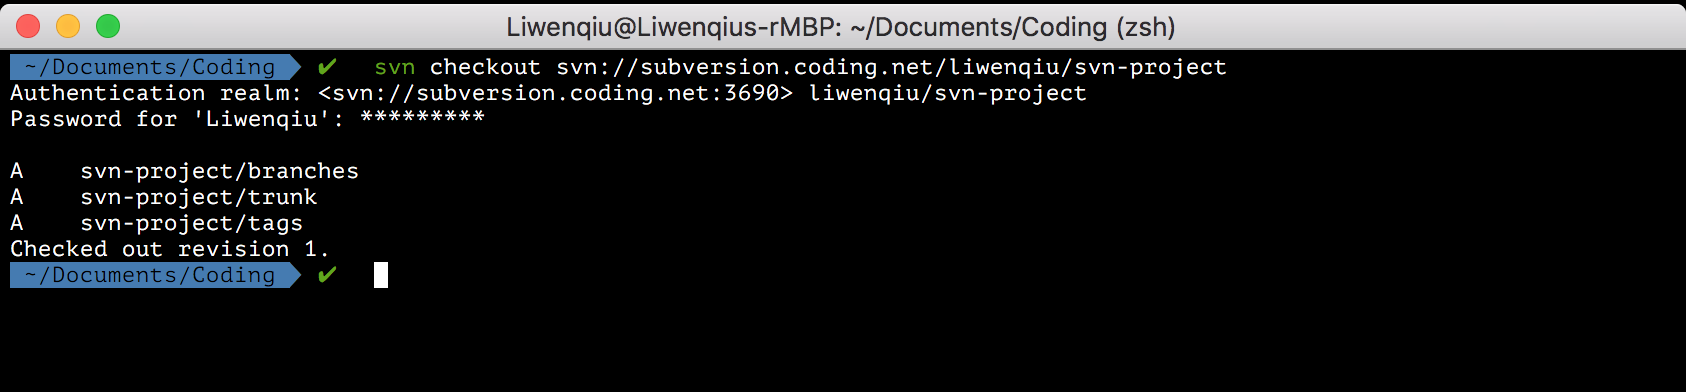 Liwenqiu@Liwenqius-rMBP: ~/Documents/Coding (zsh)
~/Documents/Coding ✔ svn checkout svn://subversion.coding.net/liwenqiu/svn-project
Authentication realm: <svn://subversion.coding.net:3690> liwenqiu/svn-project
Password for 'Liwenqiu': *********
A    svn-project/branches
A    svn-project/trunk
A    svn-project/tags
Checked out revision 1.
~/Documents/Coding ✔